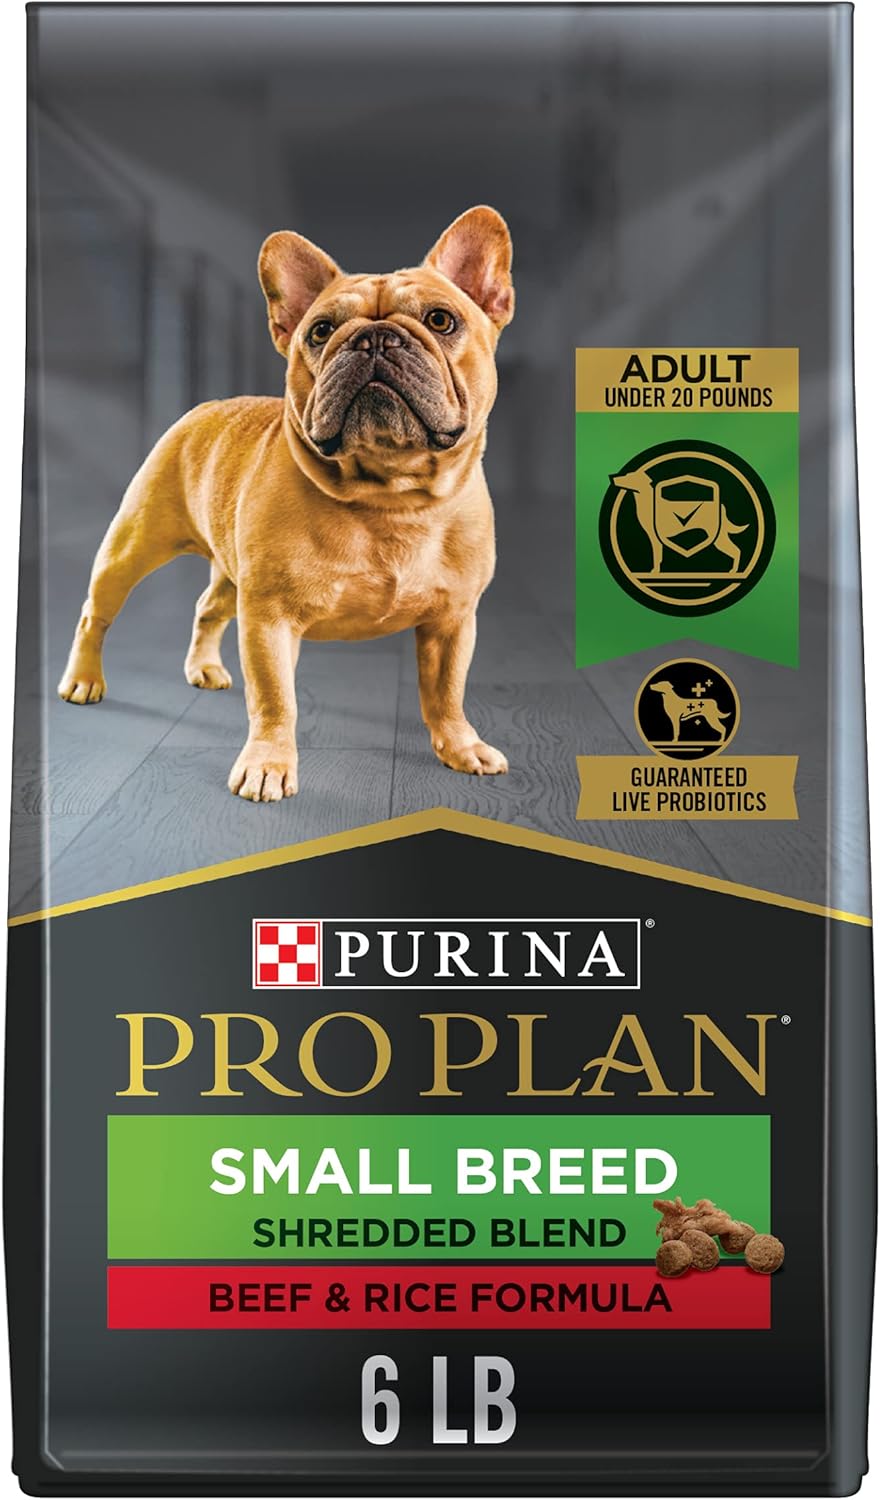 ADULT
UNDER 20 POUNDS
GUARANTEED
LIVE PROBIOTICS
PURINA®
PRO PLAN®
SMALL BREED
SHREDDED BLEND
BEEF & RICE FORMULA
6 LB